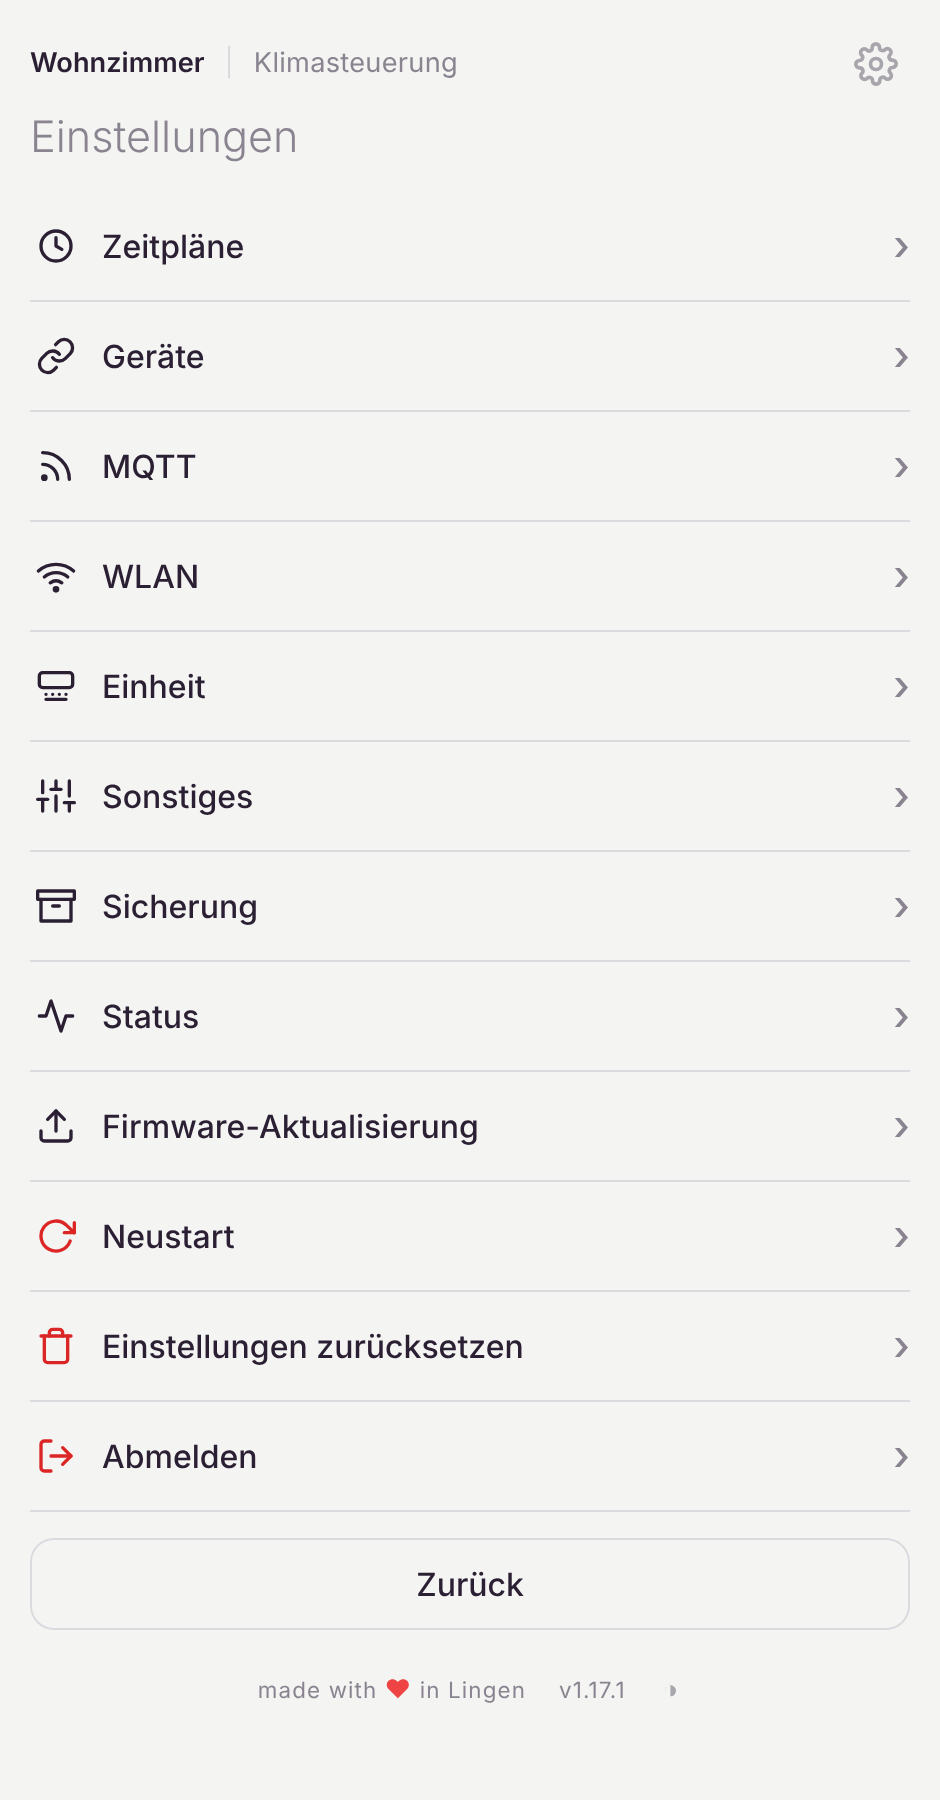 Wohnzimmer Klimasteuerung
Einstellungen
Zeitpläne
Geräte
MQTT
WLAN
Einheit
Sonstiges
Sicherung
Status
Firmware-Aktualisierung
Neustart
Einstellungen zurücksetzen
Abmelden
Zurück
made with ❤ in Lingen v1.17.1